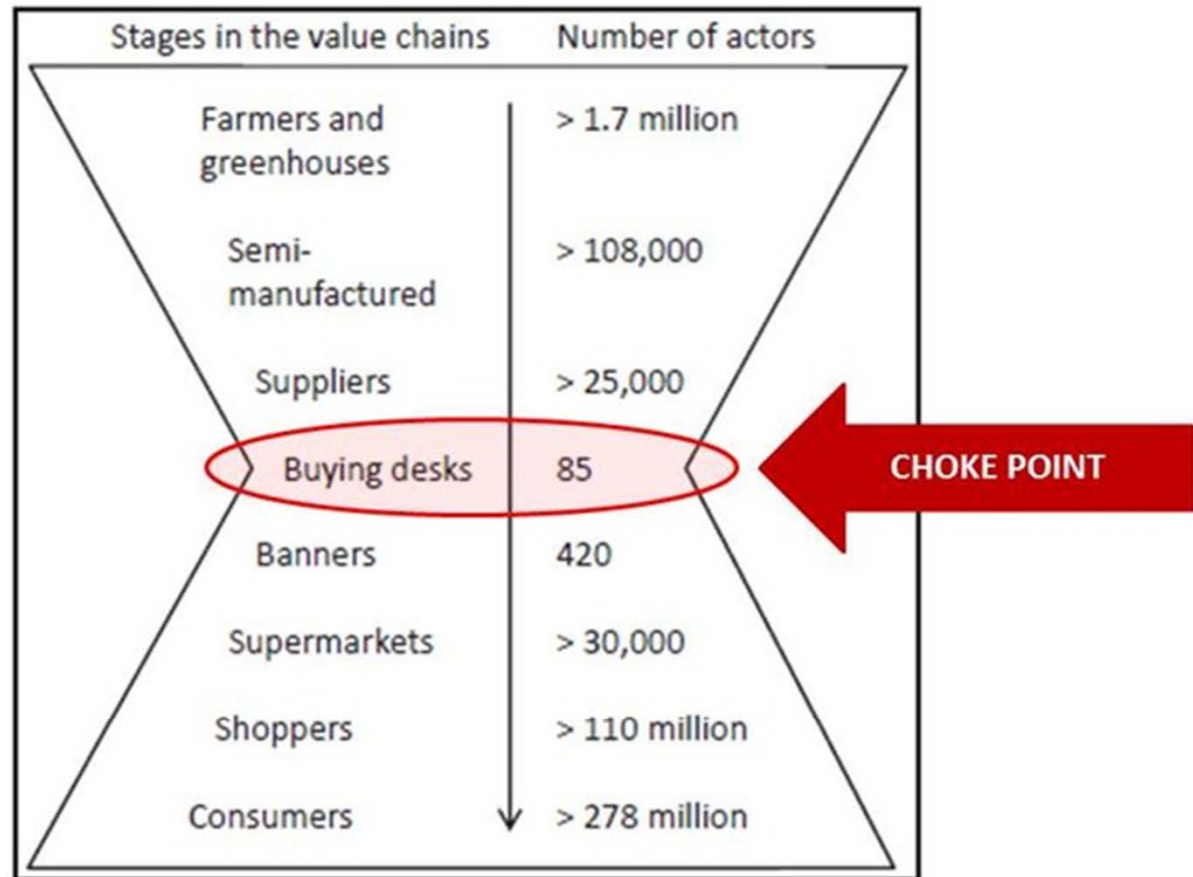 Stages in the value chains Number of actors
Farmers and > 1.7 million
greenhouses
Semi- > 108,000
manufactured
Suppliers > 25,000
Buying desks 85
CHOKE POINT
Banners 420
Supermarkets > 30,000
Shoppers > 110 million
Consumers > 278 million